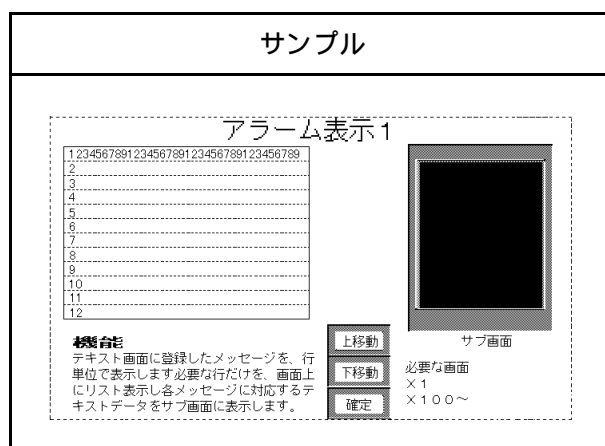 サンプル
アラーム表示1
1234567891234567891234567891234567 89
2
3
4
5
6
7
8
9
10
11
12
機能
テキスト画面に登録したメッセージを、行
単位で表示します必要な行だけを、画面上
にリスト表示し各メッセージに対応するテ
キストデータをサブ画面に表示します。
上移動
下移動
確定
サブ画面
必要な画面
×1
×100~